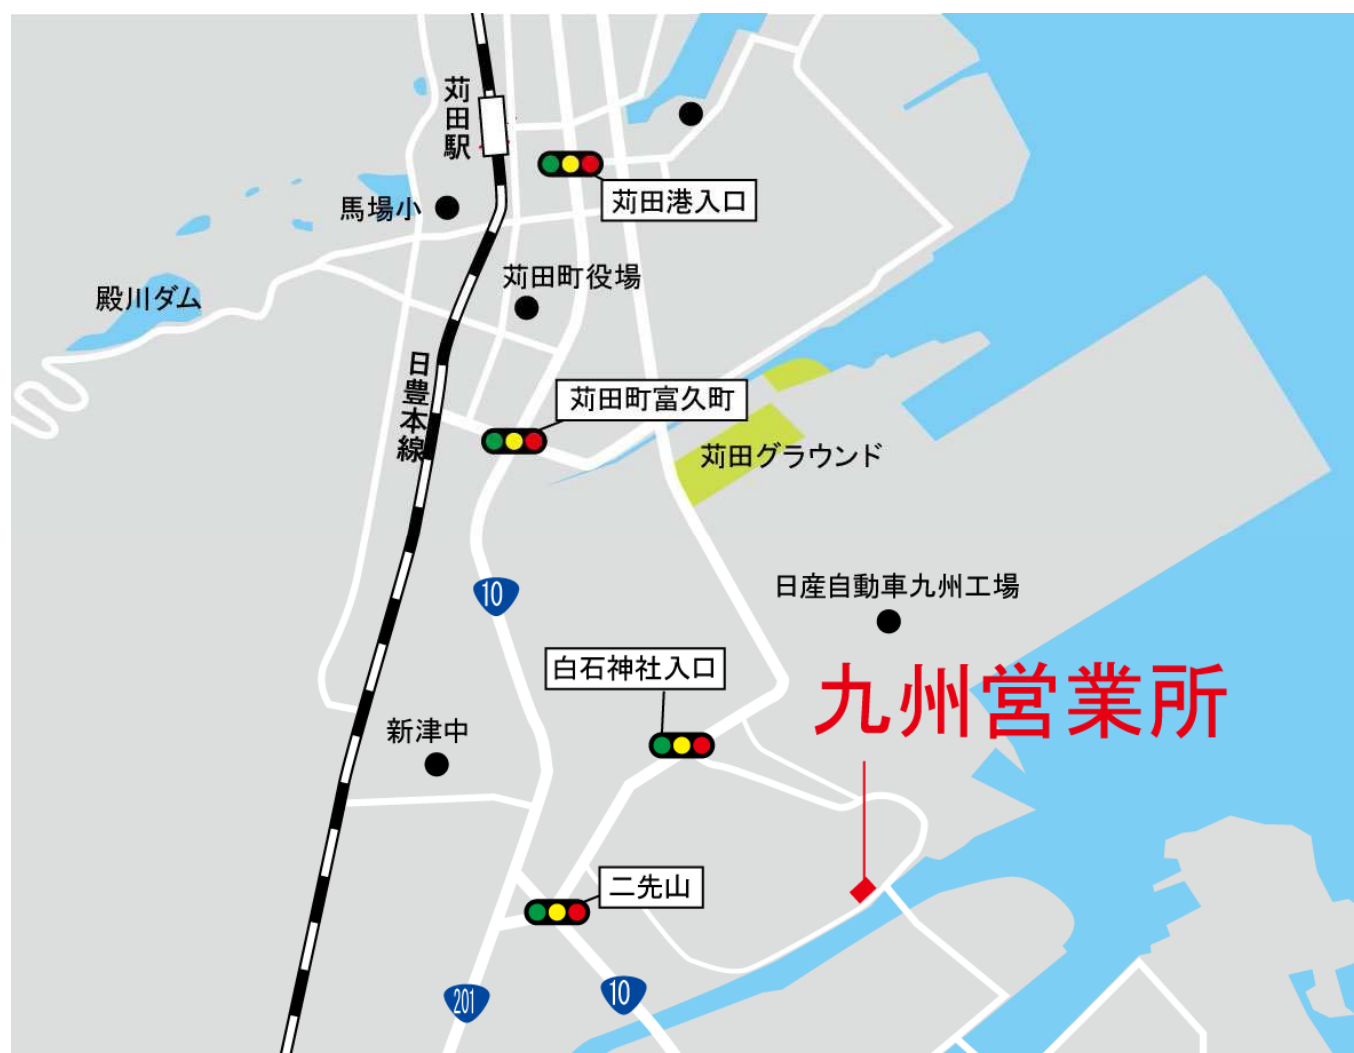 苅田駅
苅田港入口
馬場小
苅田町役場
殿川ダム
日豊本線
苅田町富久町
苅田グラウンド
10
日産自動車九州工場
白石神社入口
九州営業所
新津中
二先山
201
10